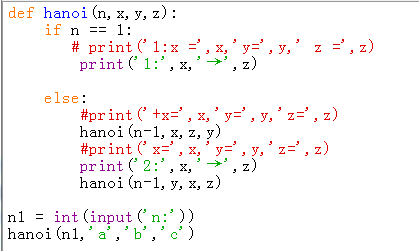 def hanoi(n,x,y,z):
    if n == 1:
        # print('1:x =',x,'y=',y,' z =',z)
         print('1:',x,'→',z)
    else:
         #print('+x=',x,'y=',y,'z=',z)
         hanoi(n-1,x,z,y)
         #print('x=',x,'y=',y,'z=',z)
         print('2:',x,'→',z)
         hanoi(n-1,y,x,z)
n1 = int(input('n:'))
hanoi(n1,'a','b','c')